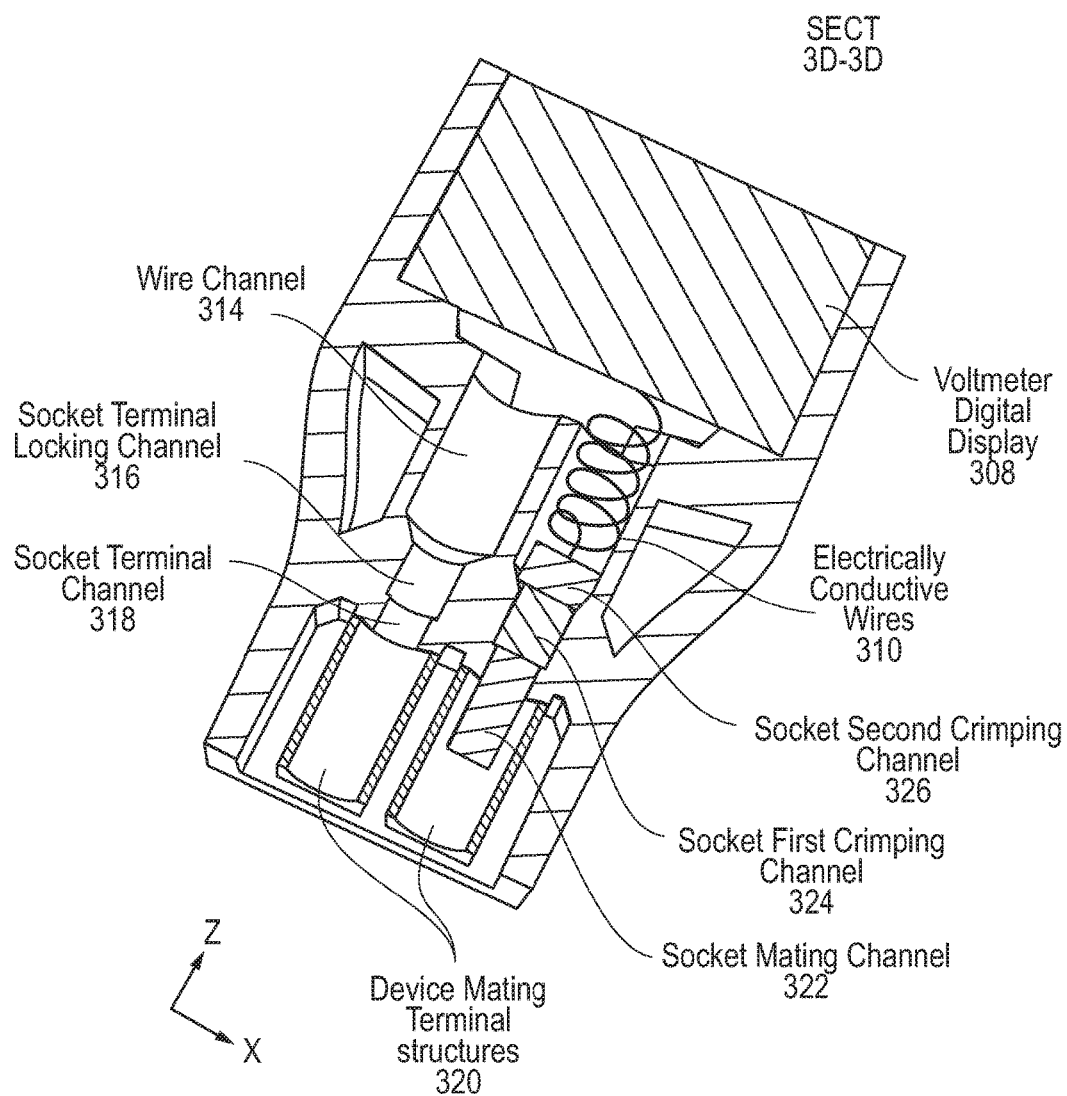 SECT
3D-3D
Wire Channel
314
Socket Terminal
Locking Channel
316
Socket Terminal
Channel
318
Voltmeter
Digital
Display
308
Electrically
Conductive
Wires
310
Socket Second Crimping
Channel
326
Socket First Crimping
Channel
324
Socket Mating Channel
322
Device Mating
Terminal
structures
320
Z
X